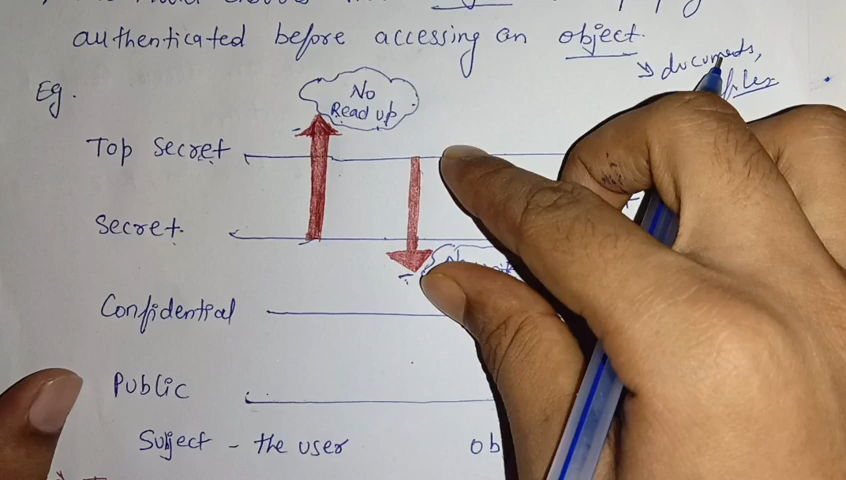 authenticated before accessing an object.
documents,
files
Eg.
No
Read up
Top Secret
Secret.
Confidential
Public
Subject - the user ob